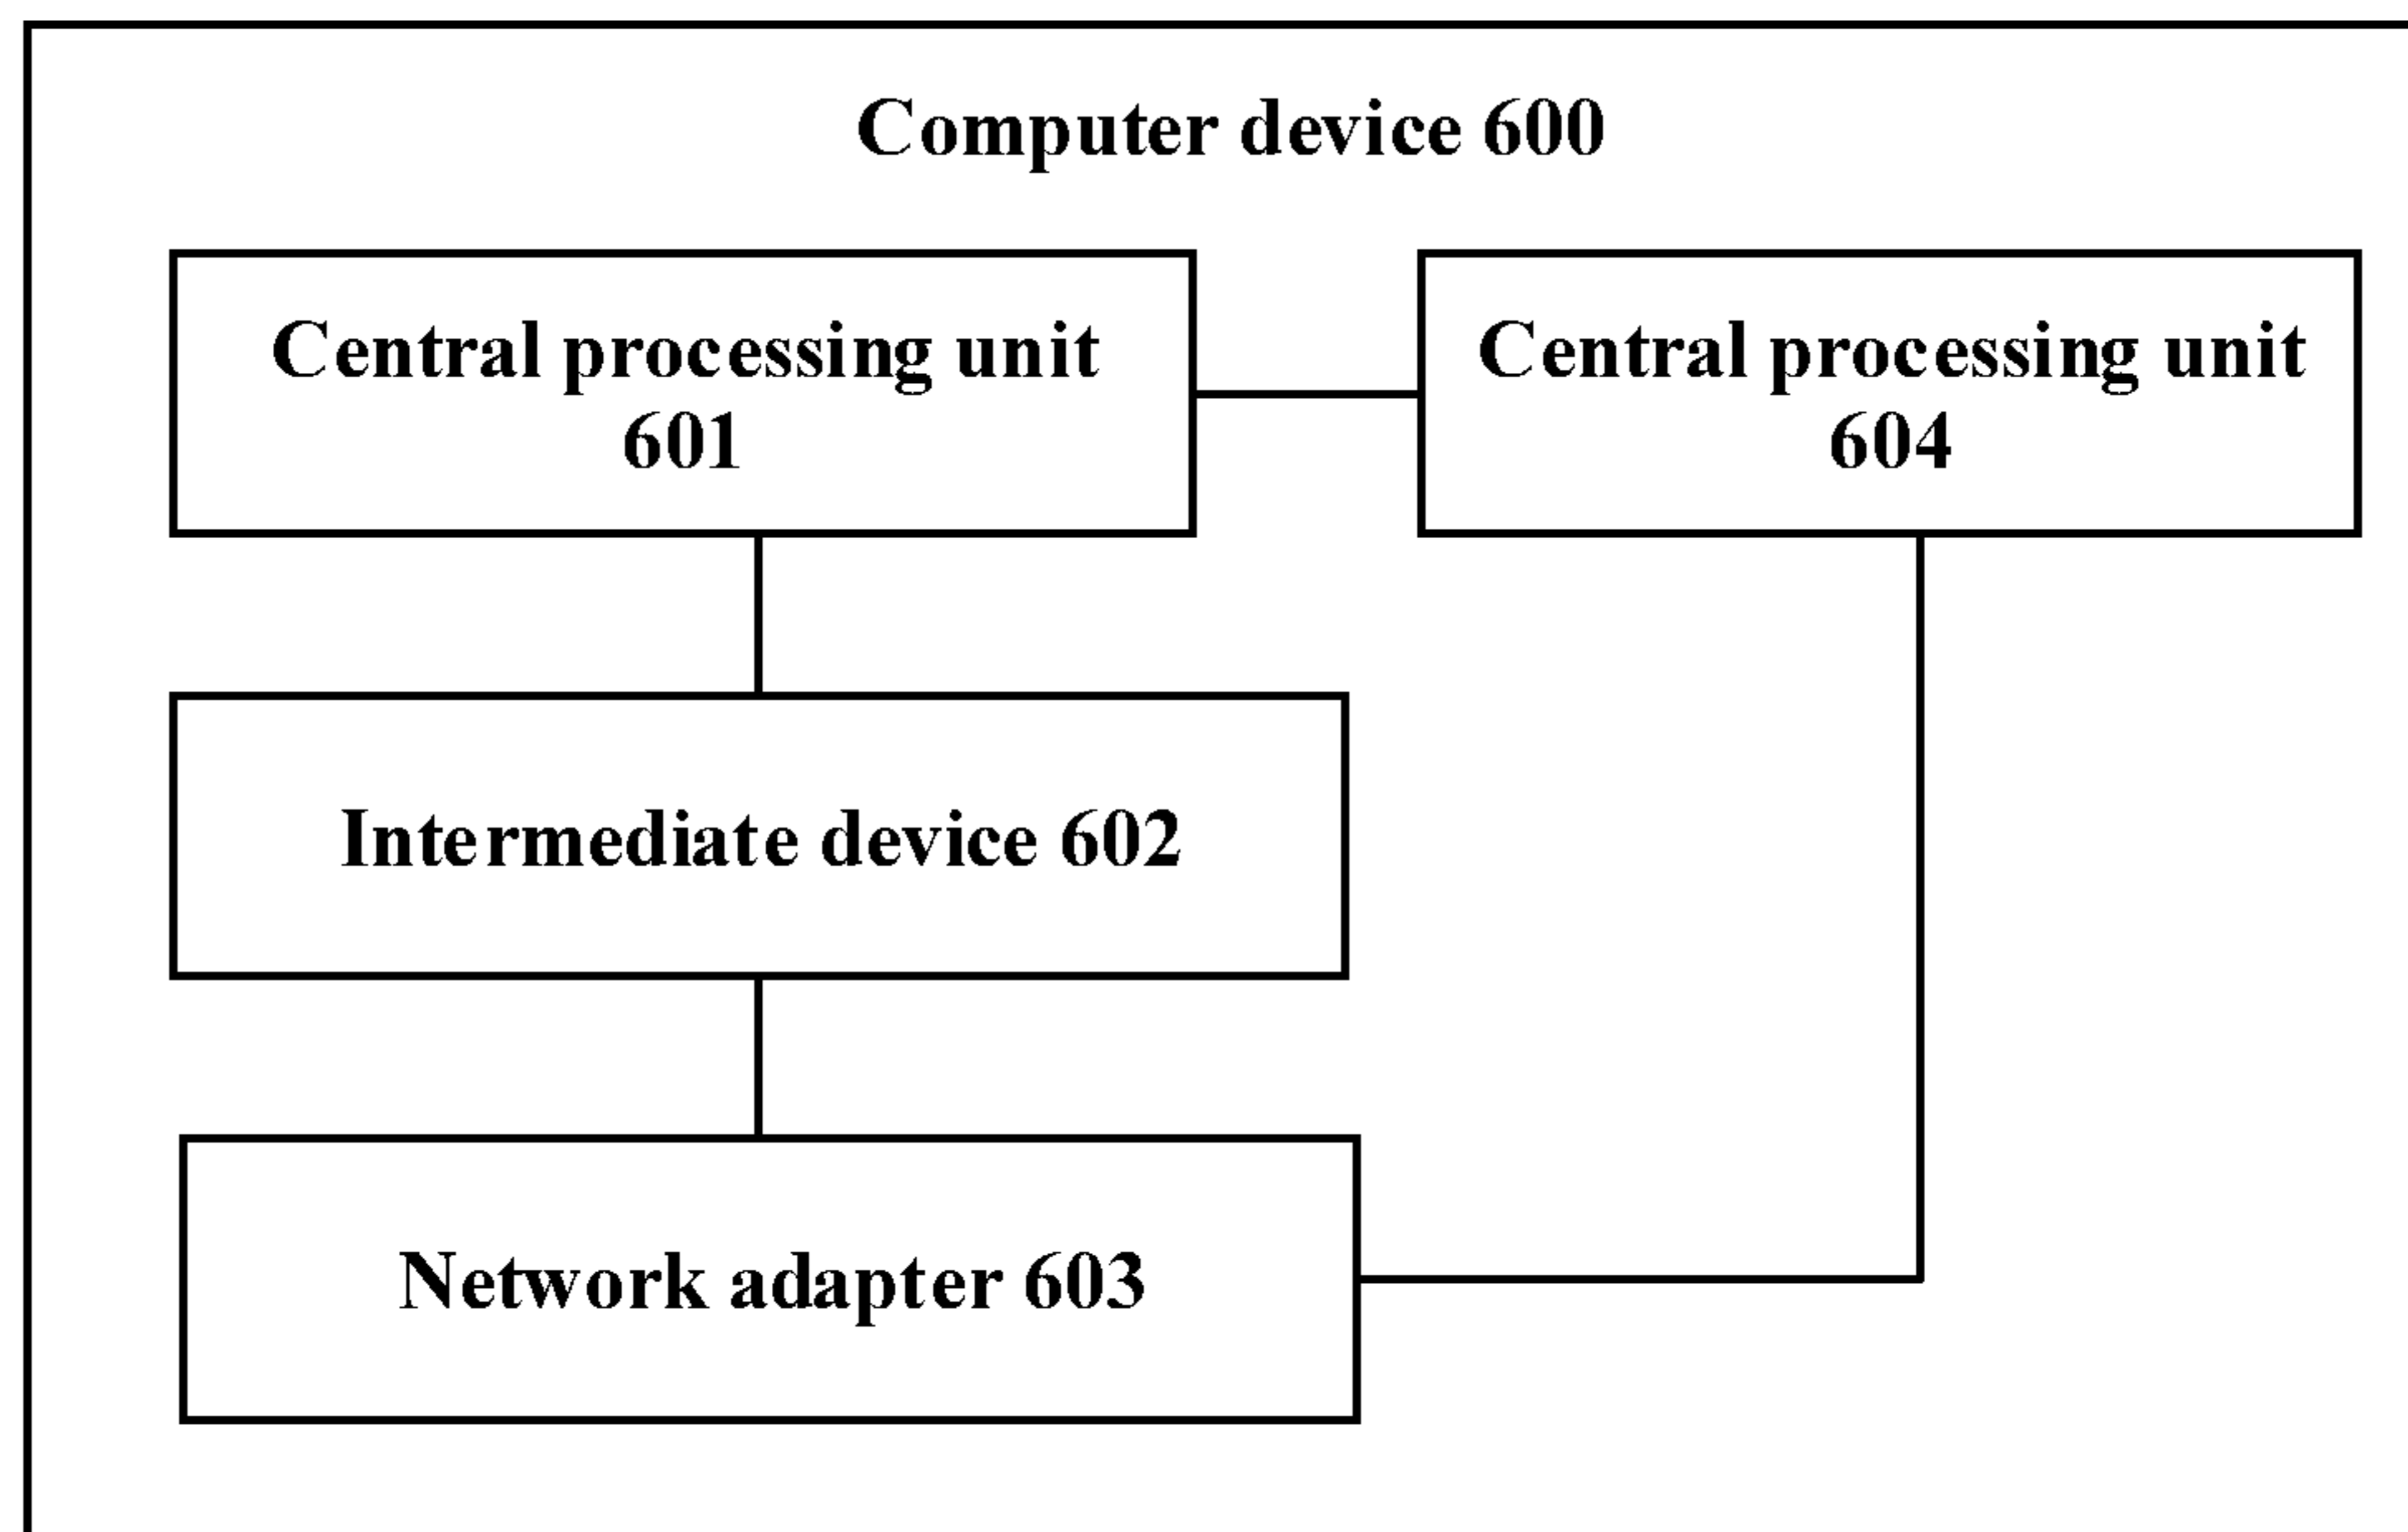 Computer device 600
Central processing unit
601
Central processing unit
604
Intermediate device 602
Network adapter 603